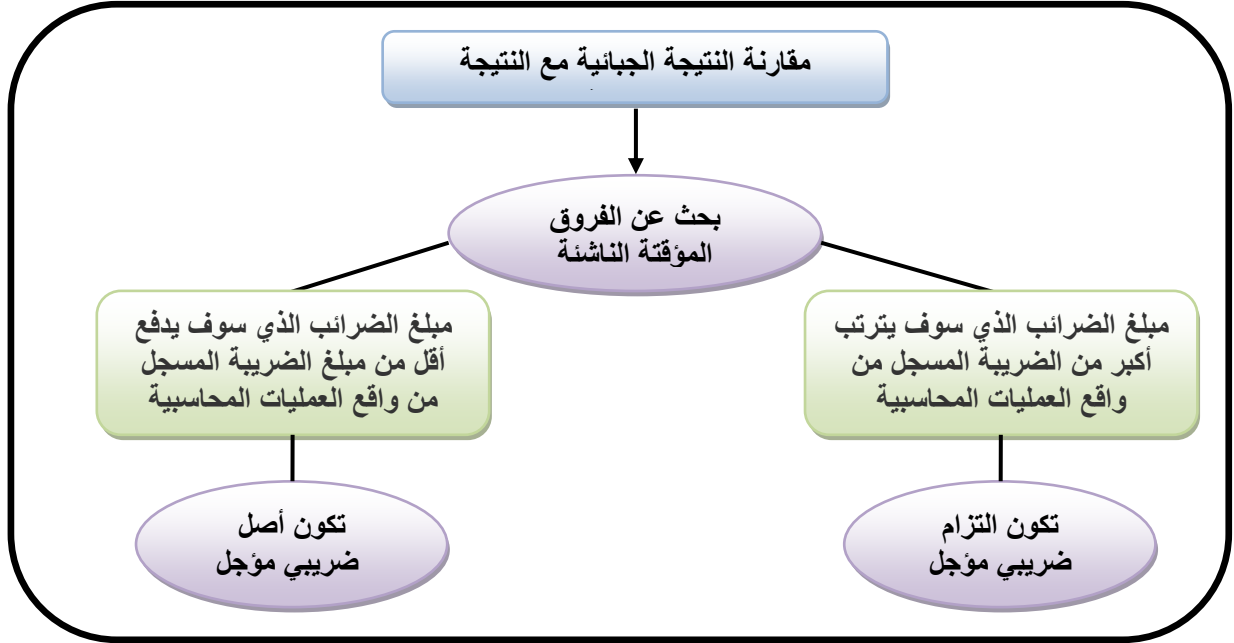 مقارنة النتيجة الجبائية مع النتيجة
بحث عن الفروق
المؤقتة الناشئة
مبلغ الضرائب الذي سوف يترتب
أكبر من الضريبة المسجل من
واقع العمليات المحاسبية
مبلغ الضرائب الذي سوف يدفع
أقل من مبلغ الضريبة المسجل
من واقع العمليات المحاسبية
تكون التزام
ضريبي مؤجل
تكون أصل
ضريبي مؤجل